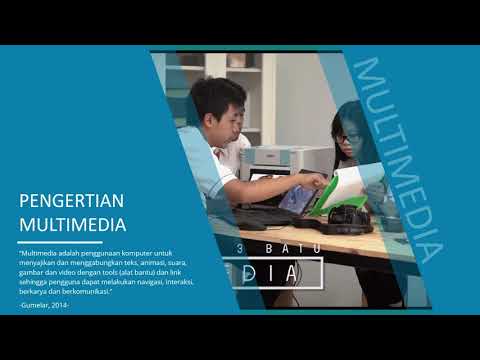 MULTIMEDIA
PENGERTIAN
MULTIMEDIA
"Multimedia adalah penggunaan komputer untuk
menyajikan dan menggabungkan teks, animasi, suara,
gambar dan video dengan tools (alat bantu) dan link
sehingga pengguna dapat melakukan navigasi, interaksi,
berkarya dan berkomunikasi."
-Gumelar, 2014-
3 BATU
DIA